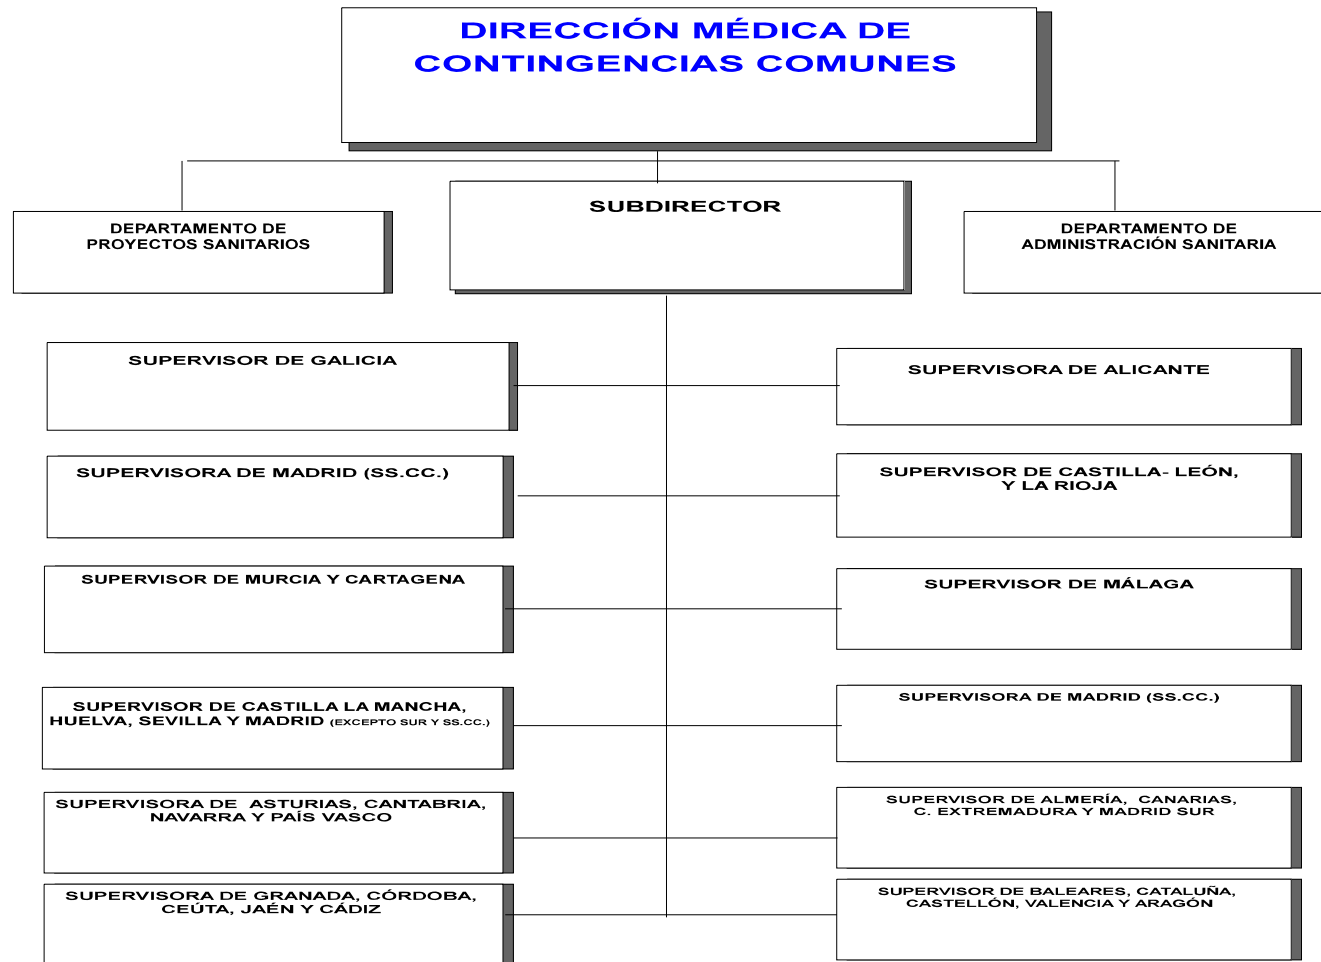 DIRECCIÓN MÉDICA DE
CONTINGENCIAS COMUNES
SUBDIRECTOR
DEPARTAMENTO DE
PROYECTOS SANITARIOS
DEPARTAMENTO DE
ADMINISTRACIÓN SANITARIA
SUPERVISOR DE GALICIA
SUPERVISORA DE ALICANTE
SUPERVISORA DE MADRID (SS.CC.)
SUPERVISOR DE CASTILLA- LEÓN,
Y LA RIOJA
SUPERVISOR DE MURCIA Y CARTAGENA
SUPERVISOR DE MÁLAGA
SUPERVISOR DE CASTILLA LA MANCHA,
HUELVA, SEVILLA Y MADRID (EXCEPTO SUR Y SS.CC.)
SUPERVISORA DE MADRID (SS.CC.)
SUPERVISORA DE  ASTURIAS, CANTABRIA,
NAVARRA Y PAÍS VASCO
SUPERVISOR DE ALMERÍA,  CANARIAS,
C. EXTREMADURA Y MADRID SUR
SUPERVISORA DE GRANADA, CÓRDOBA,
CEÚTA, JAÉN Y CÁDIZ
SUPERVISOR DE BALEARES, CATALUÑA,
CASTELLÓN, VALENCIA Y ARAGÓN